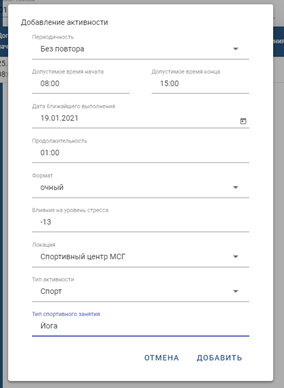 Добавление активности
Периодичность
Без повтора
Допустимое время начала Допустимое время конца
08:00 15:00
Дата ближайшего выполнения
19.01.2021
Продолжительность
01:00
Формат
очный
Влияние на уровень стресса
-13
Локация
Спортивный центр МСГ
Тип активности
Спорт
Тип спортивного занятия
Йога
ОТМЕНА ДОБАВИТЬ